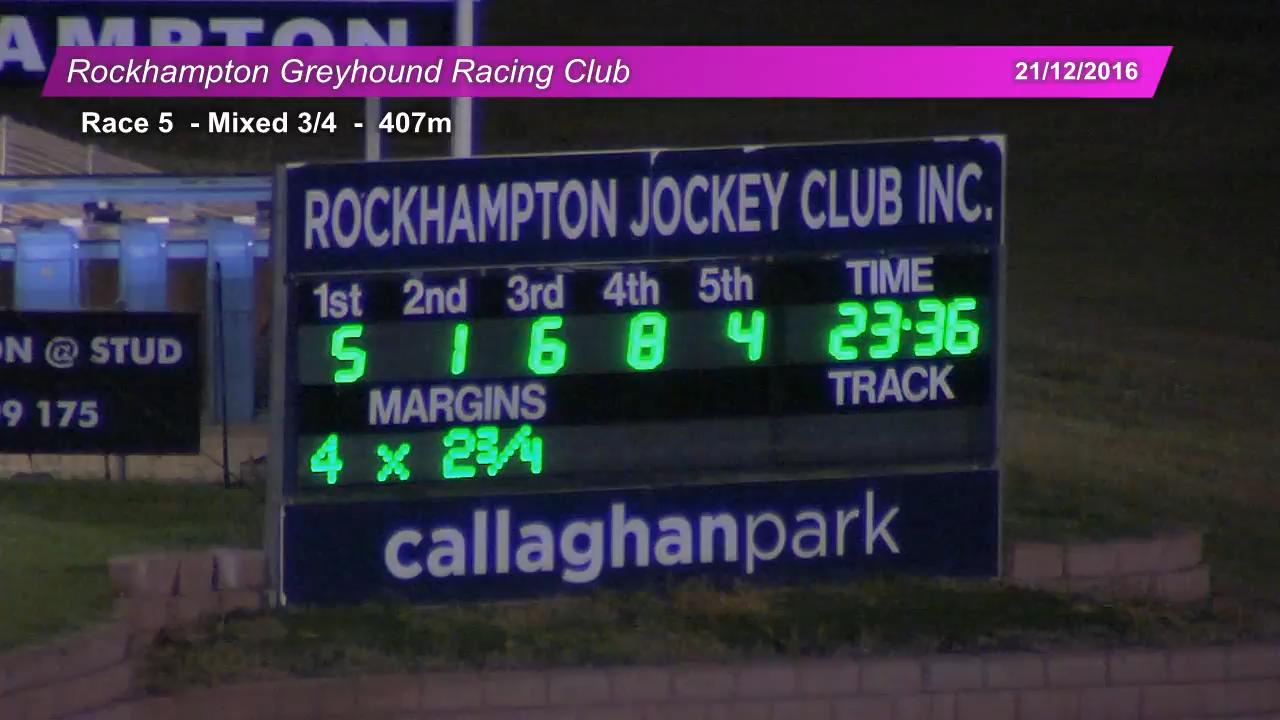 AMPTON
Rockhampton Greyhound Racing Club 21/12/2016
Race 5 - Mixed 3/4 - 407m
ROCKHAMPTON JOCKEY CLUB INC.
1st 2nd 3rd 4th 5th TIME
5 1 6 8 4 23·36
MARGINS TRACK
4 x 2¾
callaghanpark
N @ STUD
9 175